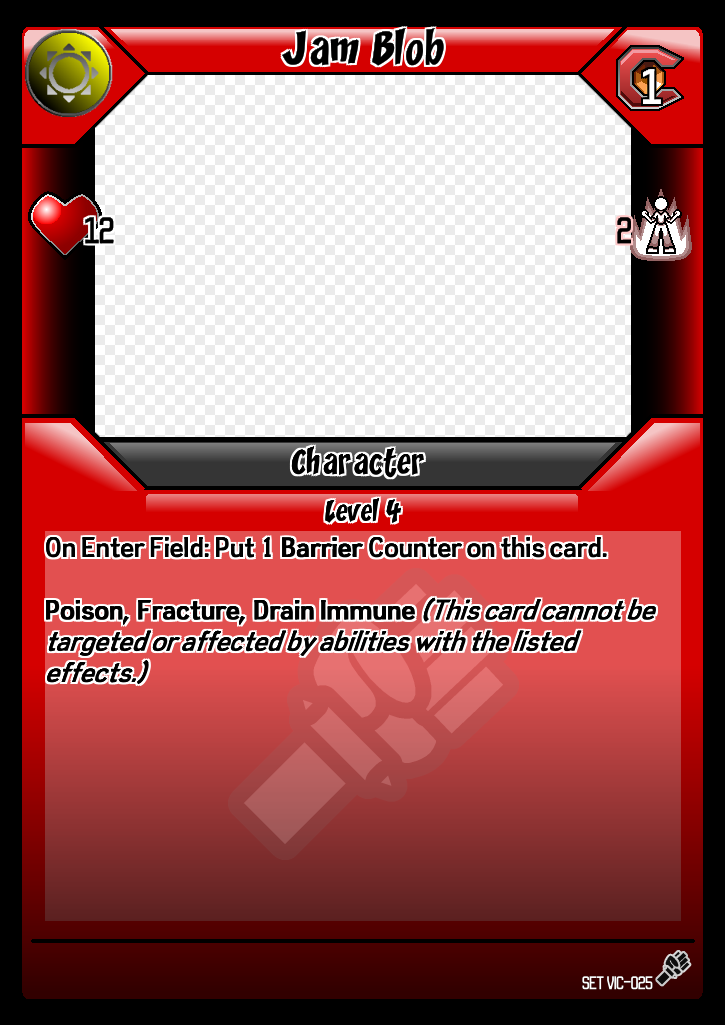 Jam Blob
1
12
2
Character
Level 4
On Enter Field: Put 1 Barrier Counter on this card.
Poison, Fracture, Drain Immune (This card cannot be
targeted or affected by abilities with the listed
effects.)
SET VIC-025